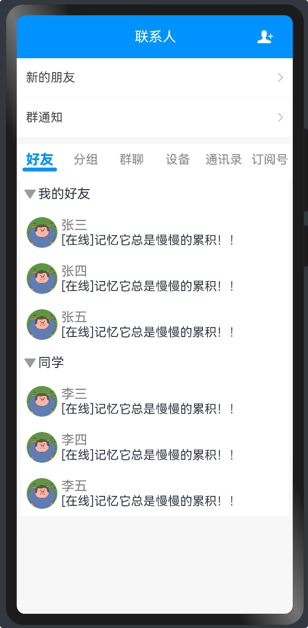 联系人
新的朋友
群通知
好友 分组 群聊 设备 通讯录 订阅号
我的好友
张三
[在线]记忆它总是慢慢的累积！！
张四
[在线]记忆它总是慢慢的累积！！
张五
[在线]记忆它总是慢慢的累积！！
同学
李三
[在线]记忆它总是慢慢的累积！！
李四
[在线]记忆它总是慢慢的累积！！
李五
[在线]记忆它总是慢慢的累积！！